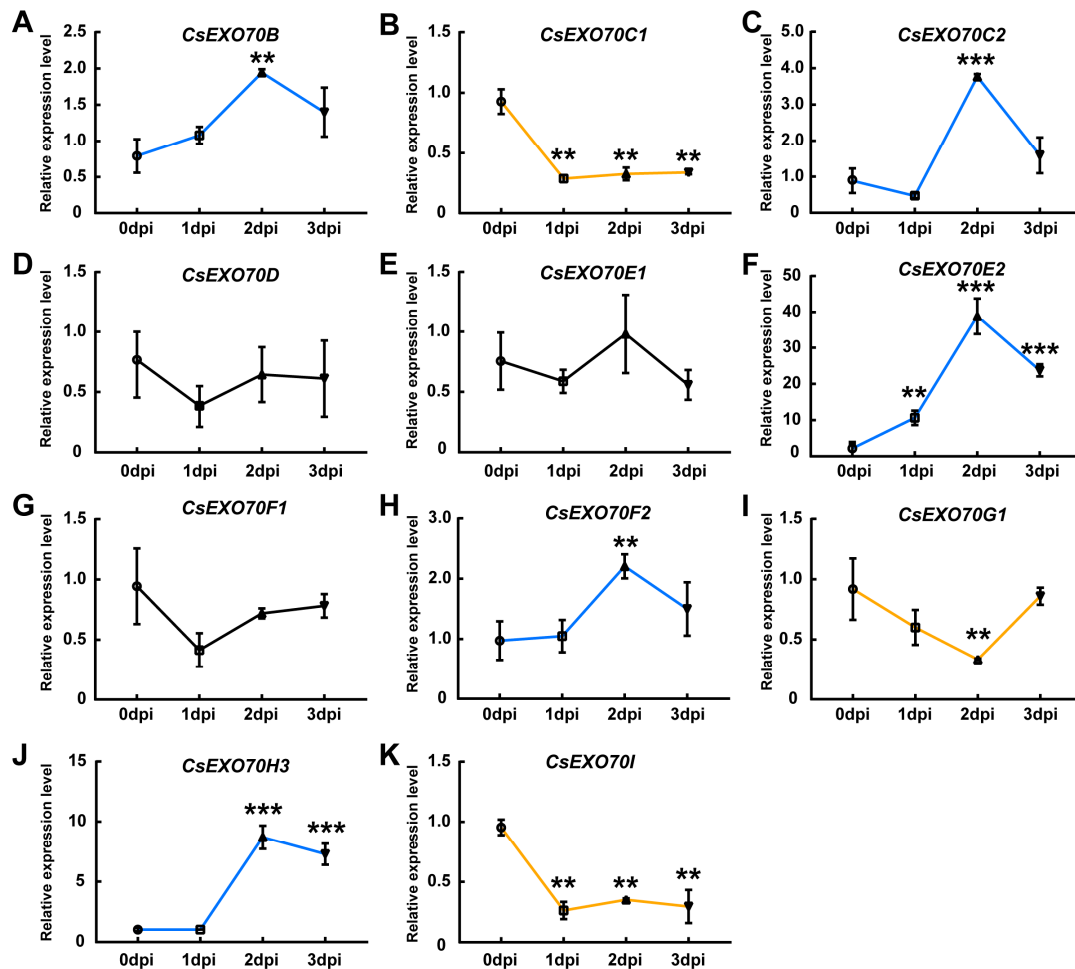 A
CsEXO70B
Relative expression level
2.5
2.0
1.5
1.0
0.5
0
**
0dpi 1dpi 2dpi 3dpi
B
CsEXO70C1
Relative expression level
1.5
1.0
0.5
0
** ** **
0dpi 1dpi 2dpi 3dpi
C
CsEXO70C2
Relative expression level
5.0
4.0
2.0
1.0
0
***
0dpi 1dpi 2dpi 3dpi
D
CsEXO70D
Relative expression level
1.5
1.0
0.5
0
0dpi 1dpi 2dpi 3dpi
E
CsEXO70E1
Relative expression level
1.5
1.0
0.5
0
0dpi 1dpi 2dpi 3dpi
F
CsEXO70E2
Relative expression level
50
40
30
20
10
0
** *** ***
0dpi 1dpi 2dpi 3dpi
G
CsEXO70F1
Relative expression level
1.5
1.0
0.5
0
0dpi 1dpi 2dpi 3dpi
H
CsEXO70F2
Relative expression level
3.0
2.0
1.0
0.0
**
0dpi 1dpi 2dpi 3dpi
I
CsEXO70G1
Relative expression level
1.5
1.0
0.5
0
**
0dpi 1dpi 2dpi 3dpi
J
CsEXO70H3
Relative expression level
15
10
5
0
*** ***
0dpi 1dpi 2dpi 3dpi
K
CsEXO70I
Relative expression level
1.5
1.0
0.5
0.0
** ** **
0dpi 1dpi 2dpi 3dpi